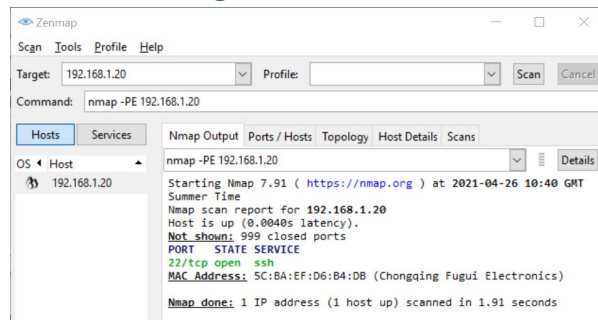 Zenmap
Scan Tools Profile Help
Target: 192.168.1.20 Profile: Scan Cancel
Command: nmap -PE 192.168.1.20
Hosts Services Nmap Output Ports / Hosts Topology Host Details Scans
OS Host nmap -PE 192.168.1.20 Details
192.168.1.20 Starting Nmap 7.91 ( https://nmap.org ) at 2021-04-26 10:40 GMT
Summer Time
Nmap scan report for 192.168.1.20
Host is up (0.0040s latency).
Not shown: 999 closed ports
PORT STATE SERVICE
22/tcp open ssh
MAC Address: 5C:BA:EF:D6:B4:DB (Chongqing Fugui Electronics)
Nmap done: 1 IP address (1 host up) scanned in 1.91 seconds